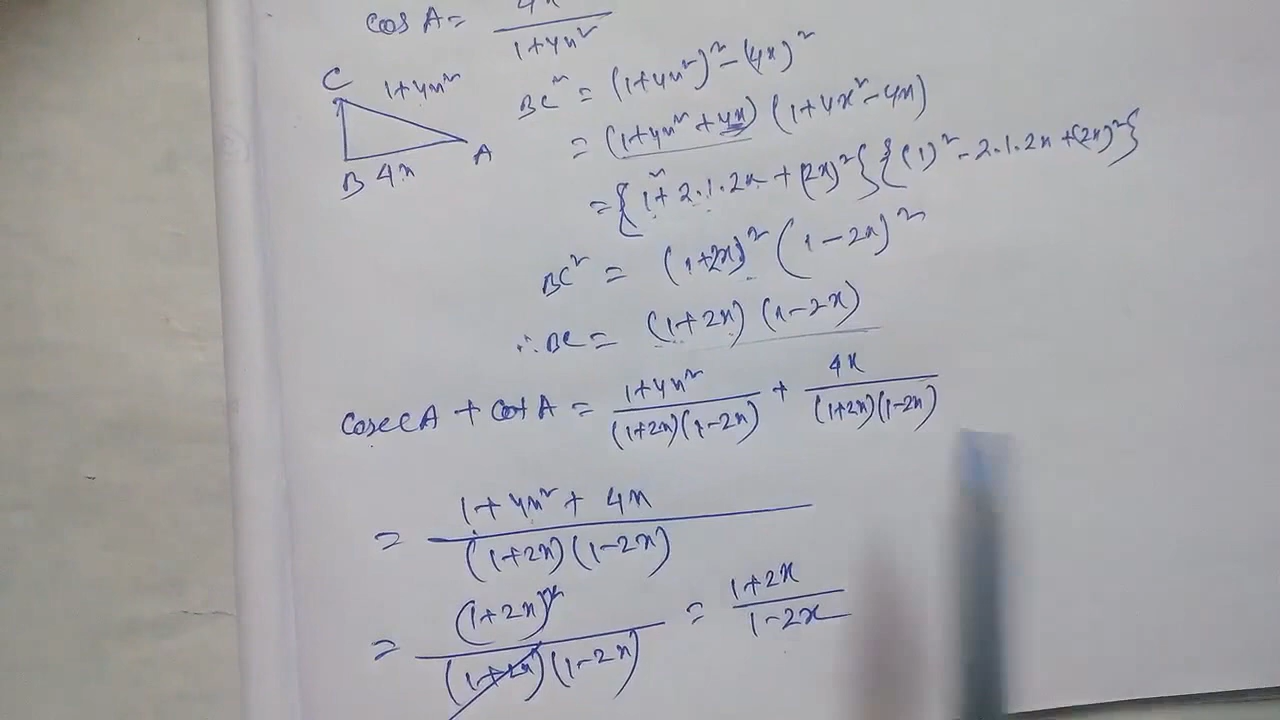 cos A = 4x / 1+4x²
C
1+4x²
B 4x A
BC² = (1+4x²)² - (4x)²
= (1+4x²+4x) (1+4x²-4x)
= {1²+2.1.2x+(2x)²} {(1)²-2.1.2x+(2x)²}
BC² = (1+2x)² (1-2x)²
∴ BC = (1+2x) (1-2x)
cosecA + cotA = 1+4x² / (1+2x)(1-2x) + 4x / (1+2x)(1-2x)
= 1+4x²+4x / (1+2x)(1-2x)
= (1+2x)² / (1+2x)(1-2x) = 1+2x / 1-2x